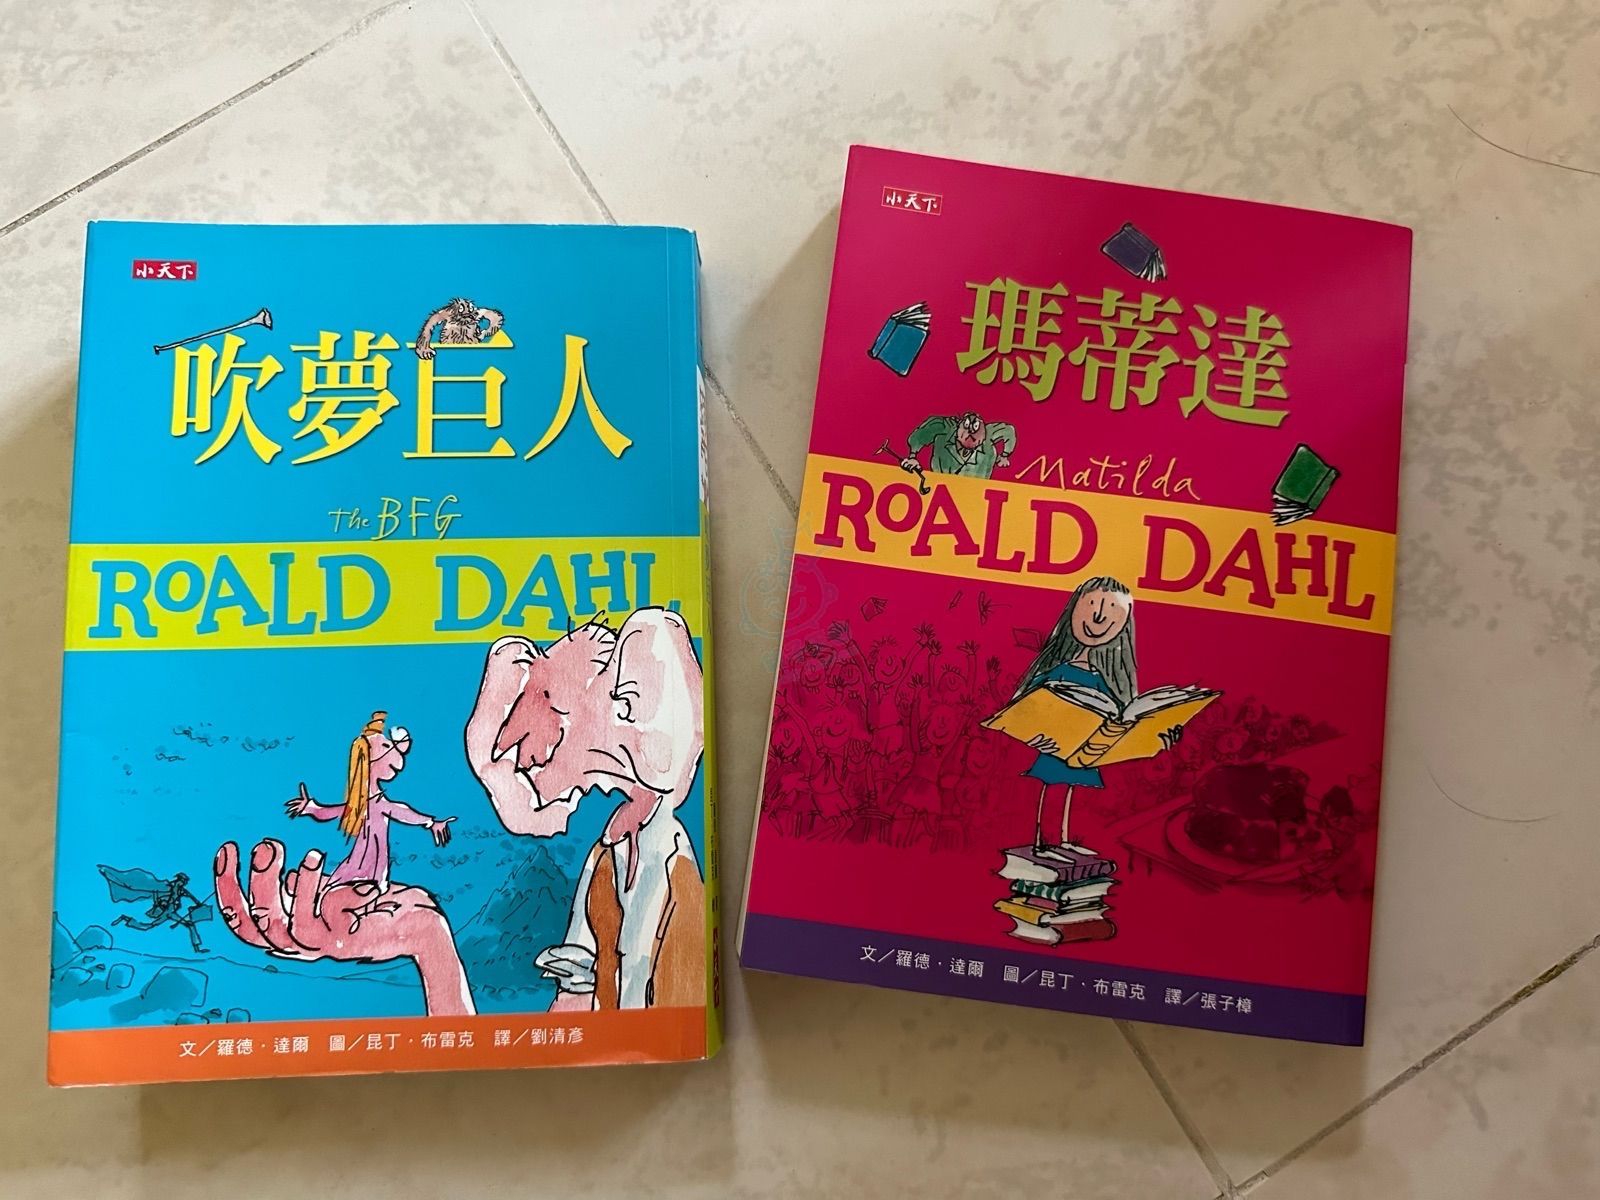 小天下
吹夢巨人
The BFG
ROALD DAHL
文／羅德・達爾 圖／昆丁・布雷克 譯／劉清彥
小天下
瑪蒂達
Matilda
ROALD DAHL
文／羅德・達爾 圖／昆丁・布雷克 譯／張子樟